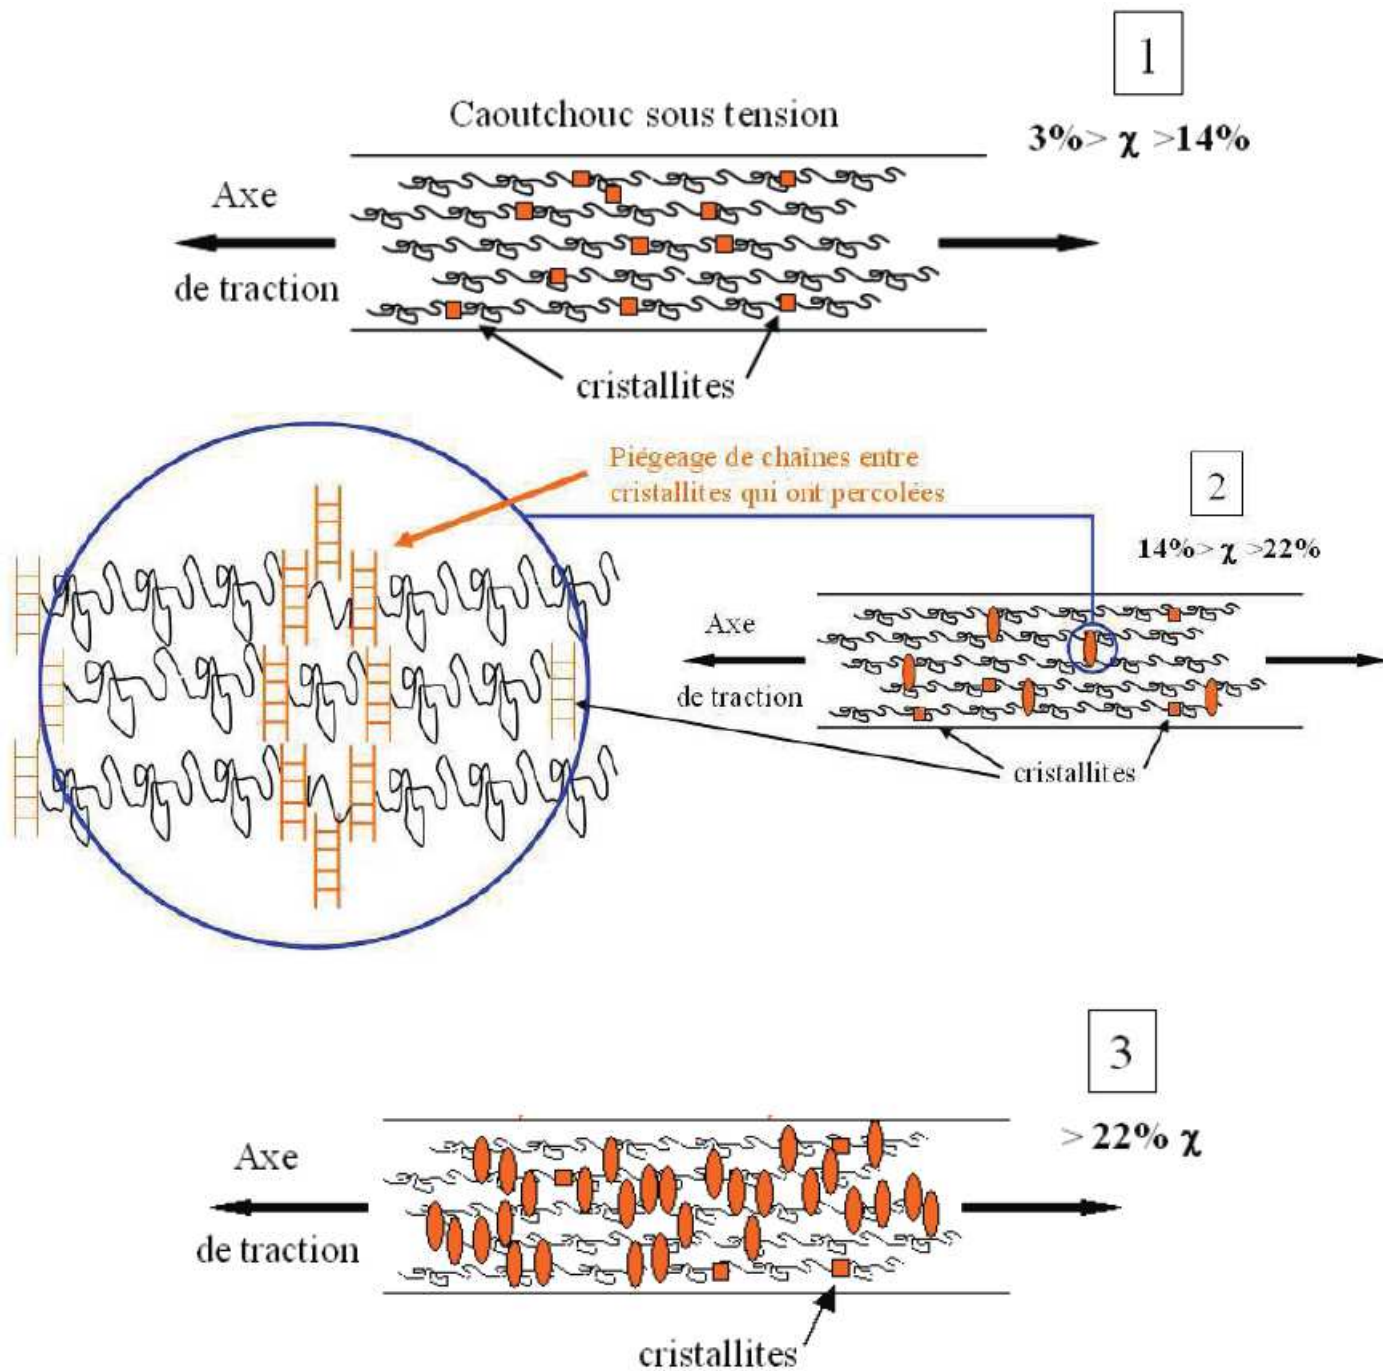 1
3%> χ >14%
Caoutchouc sous tension
Axe
de traction
cristallites
Piégeage de chaînes entre
cristallites qui ont percolées
2
14%> χ >22%
Axe
de traction
cristallites
3
> 22% χ
Axe
de traction
cristallites